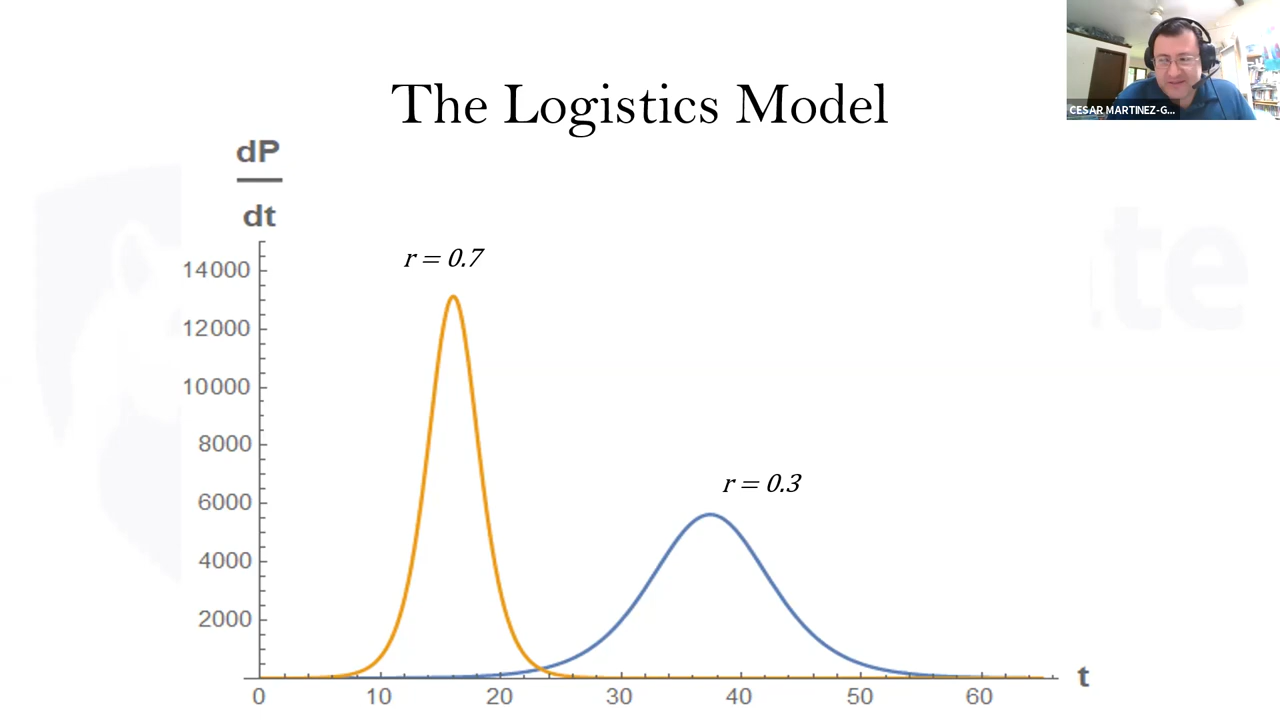 CESAR MARTINEZ-G...
The Logistics Model
dP
dt
r = 0.7
14000
12000
10000
8000
r = 0.3
6000
4000
2000
t
0 10 20 30 40 50 60
te